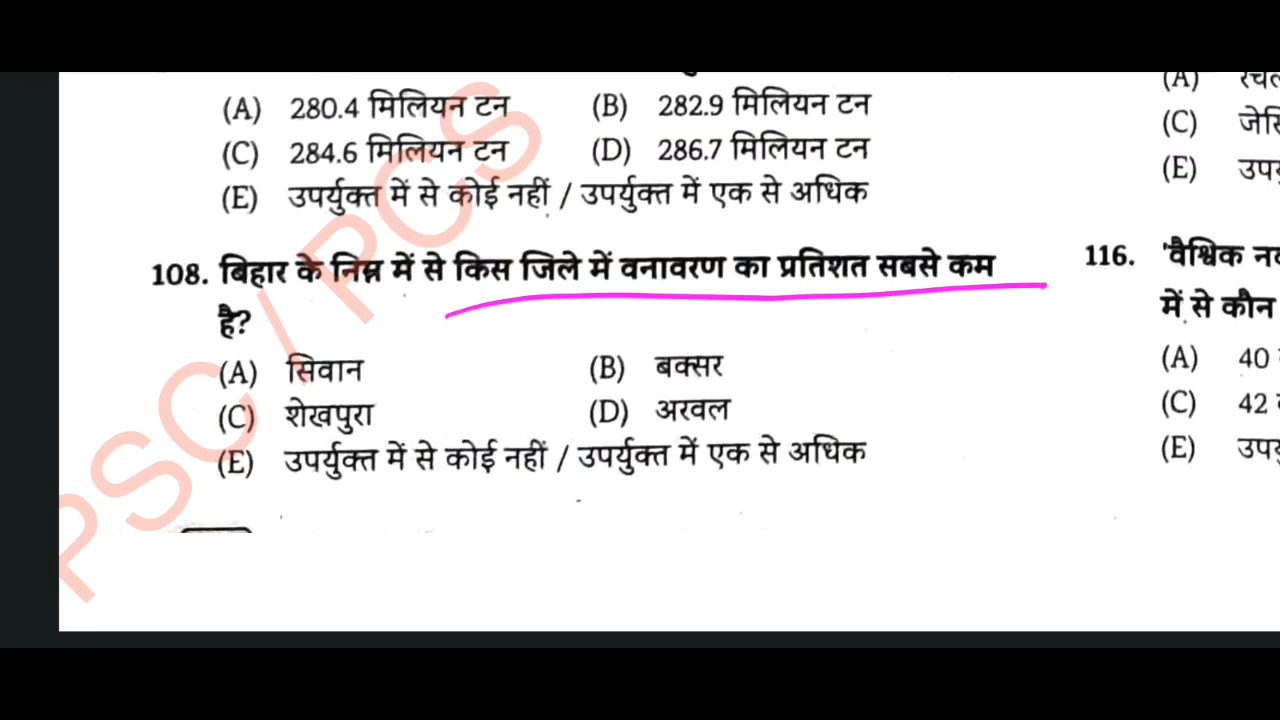 (A) 280.4 मिलियन टन (B) 282.9 मिलियन टन
(C) 284.6 मिलियन टन (D) 286.7 मिलियन टन
(E) उपर्युक्त में से कोई नहीं / उपर्युक्त में एक से अधिक
108. बिहार के निम्न में से किस जिले में वनावरण का प्रतिशत सबसे कम
है?
(A) सिवान (B) बक्सर
(C) शेखपुरा (D) अरवल
(E) उपर्युक्त में से कोई नहीं / उपर्युक्त में एक से अधिक
(A)
(C)
(E)
116. 'वैश्विक
में से कौन
(A) 40
(C) 42
(E)
PSC / PCS